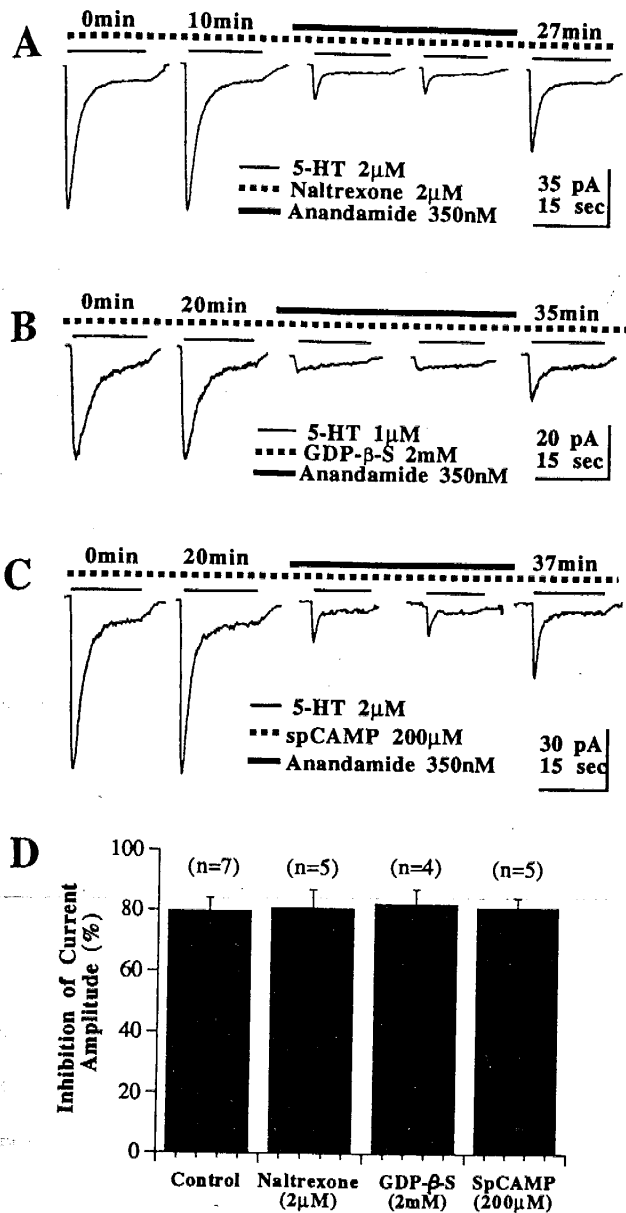 A
0min 10min 27min
5-HT 2μM
Naltrexone 2μM
Anandamide 350nM
35 pA
15 sec
B
0min 20min 35min
5-HT 1μM
GDP-β-S 2mM
Anandamide 350nM
20 pA
15 sec
C
0min 20min 37min
5-HT 2μM
spCAMP 200μM
Anandamide 350nM
30 pA
15 sec
D
Inhibition of Current
Amplitude (%)
100
80
60
40
20
0
(n=7) (n=5) (n=4) (n=5)
Control Naltrexone GDP-β-S SpCAMP
(2μM) (2mM) (200μM)